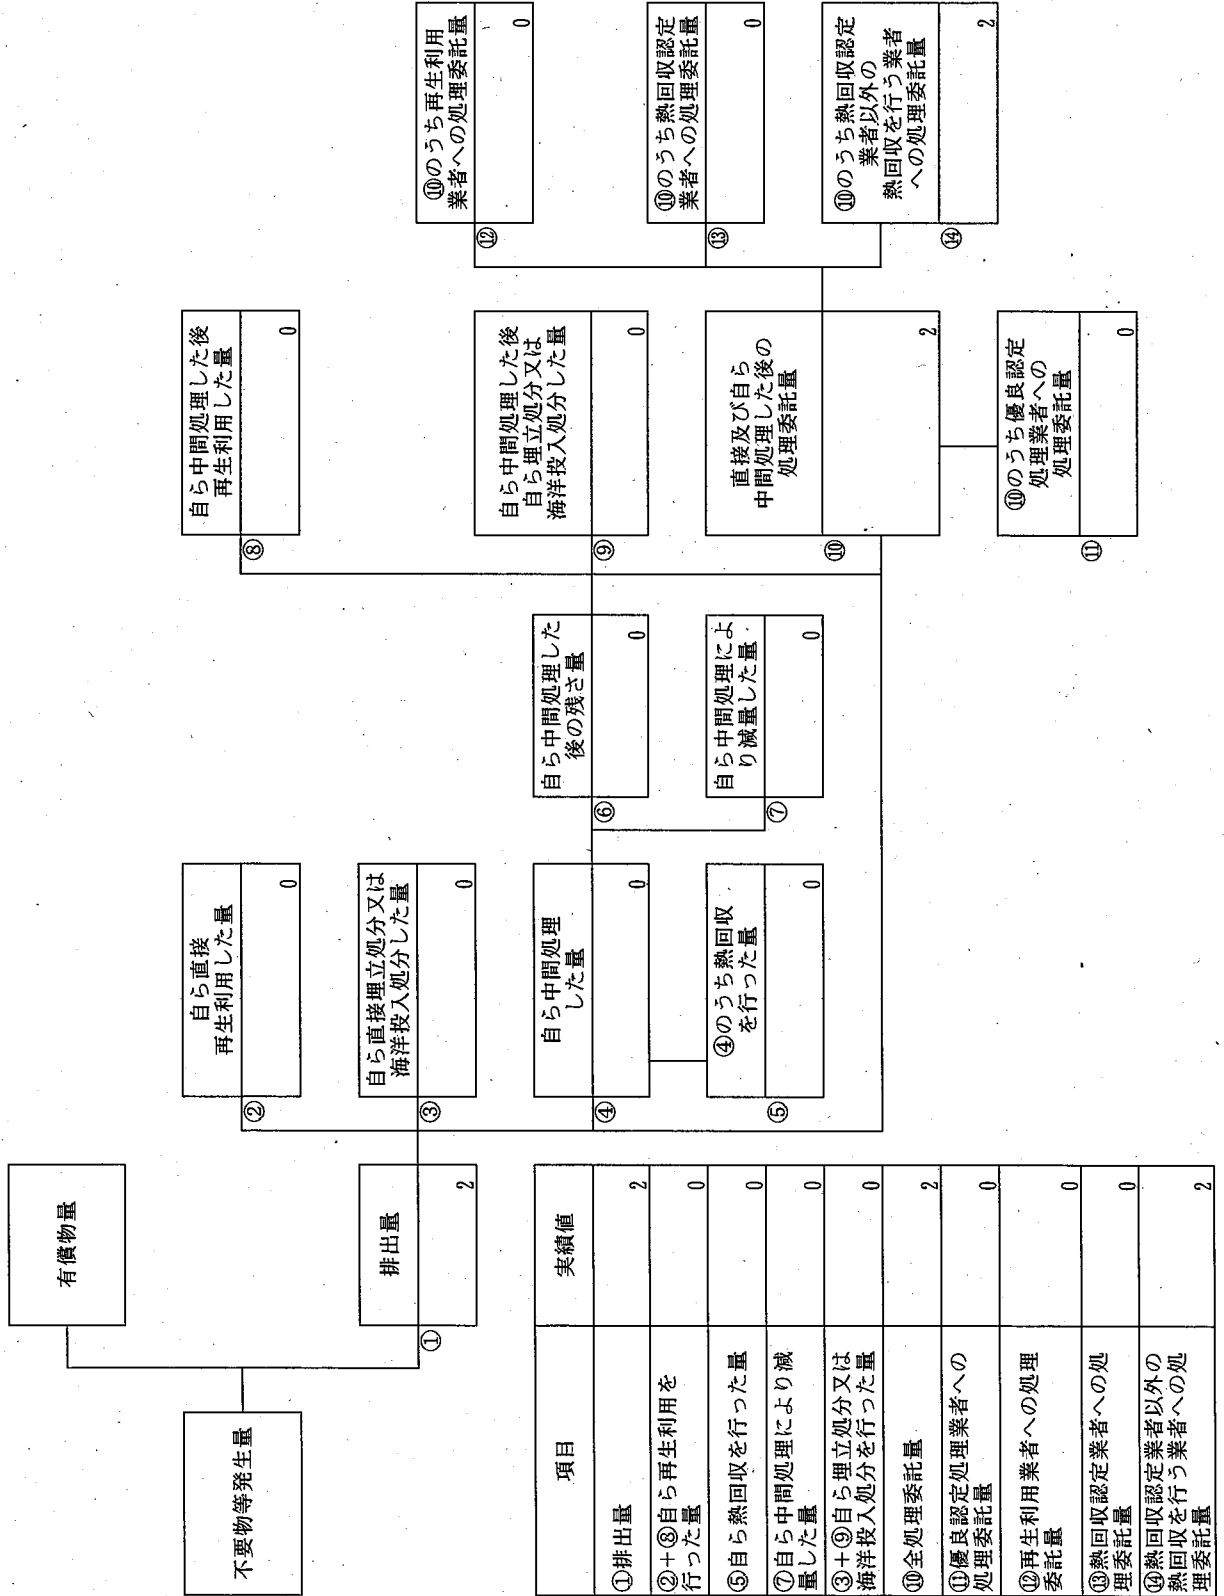 有償物量
不要物等発生量
排出量
①
2
自ら直接
再生利用した量
②
0
自ら直接埋立処分又は
海洋投入処分した量
③
0
自ら中間処理
した量
④
0
④のうち熱回収
を行った量
⑤
0
自ら中間処理した
後の残さ量
⑥
0
自ら中間処理によ
り減量した量
⑦
0
自ら中間処理した後
再生利用した量
⑧
0
自ら中間処理した後
自ら埋立処分又は
海洋投入処分した量
⑨
0
直接及び自ら
中間処理した後の
処理委託量
⑩
2
⑩のうち優良認定
処理業者への
処理委託量
⑪
0
⑩のうち再生利用
業者への処理委託量
⑫
0
⑩のうち熱回収認定
業者への処理委託量
⑬
0
⑩のうち熱回収認定
業者以外の
熱回収を行う業者
への処理委託量
⑭
2
項目 実績値
①排出量 2
②+⑧自ら再生利用を
行った量 0
⑤自ら熱回収を行った量 0
⑦自ら中間処理により減
量した量 0
③+⑨自ら埋立処分又は
海洋投入処分を行った量 0
⑩全処理委託量 2
⑪優良認定処理業者への
処理委託量 0
⑫再生利用業者への処理
委託量 0
⑬熱回収認定業者への処
理委託量 0
⑭熱回収認定業者以外の
熱回収を行う業者への処
理委託量 2